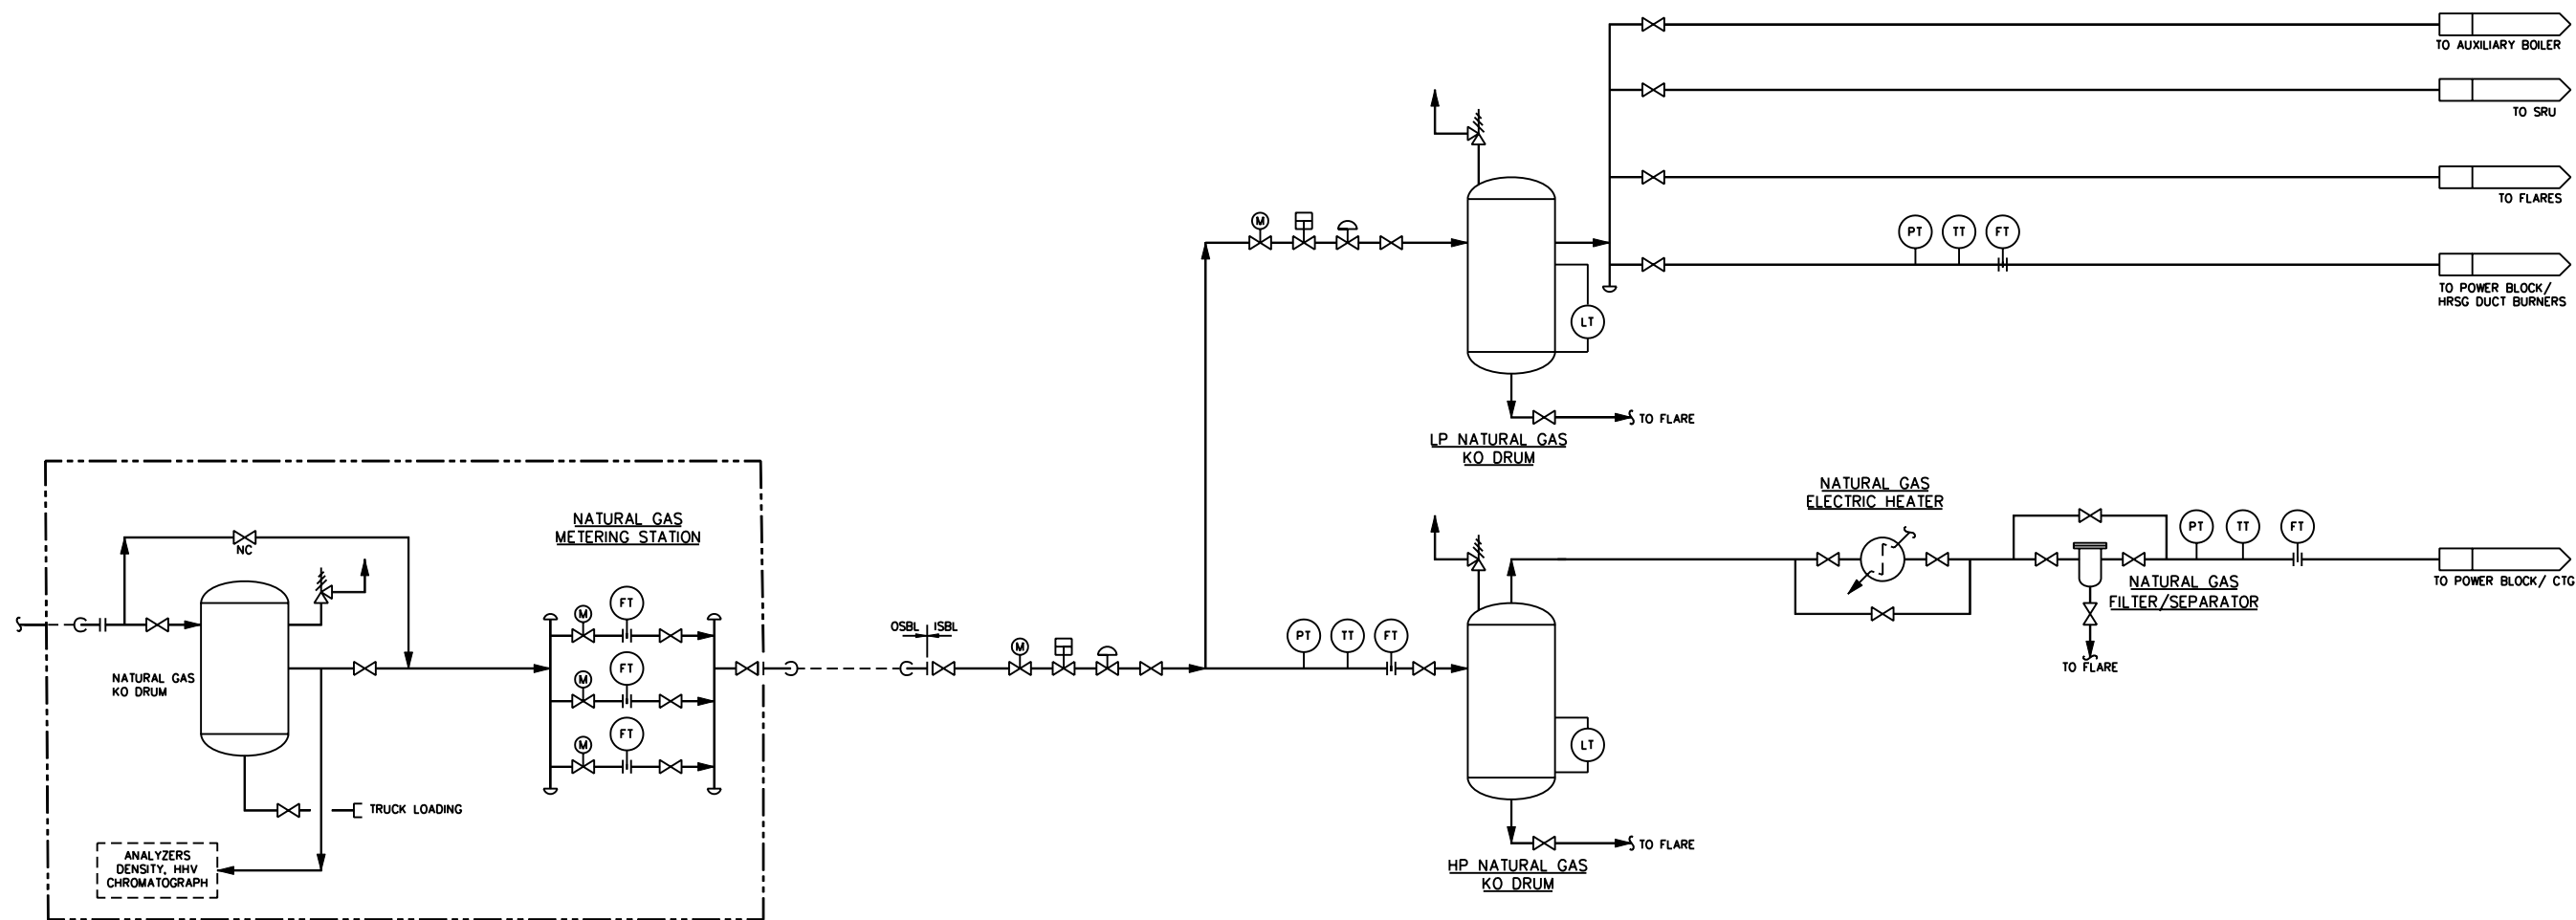 TO AUXILIARY BOILER
TO SRU
TO FLARES
M
PT
TT
FT
TO POWER BLOCK/
HRSG DUCT BURNERS
LT
TO FLARE
LP NATURAL GAS
KO DRUM
NATURAL GAS
ELECTRIC HEATER
NATURAL GAS
METERING STATION
NC
PT
TT
FT
TO POWER BLOCK/ CTG
NATURAL GAS
FILTER/SEPARATOR
TO FLARE
M
FT
OSBL
ISBL
M
PT
TT
FT
M
FT
NATURAL GAS
KO DRUM
M
FT
LT
TRUCK LOADING
TO FLARE
HP NATURAL GAS
KO DRUM
ANALYZERS
DENSITY, HHV
CHROMATOGRAPH